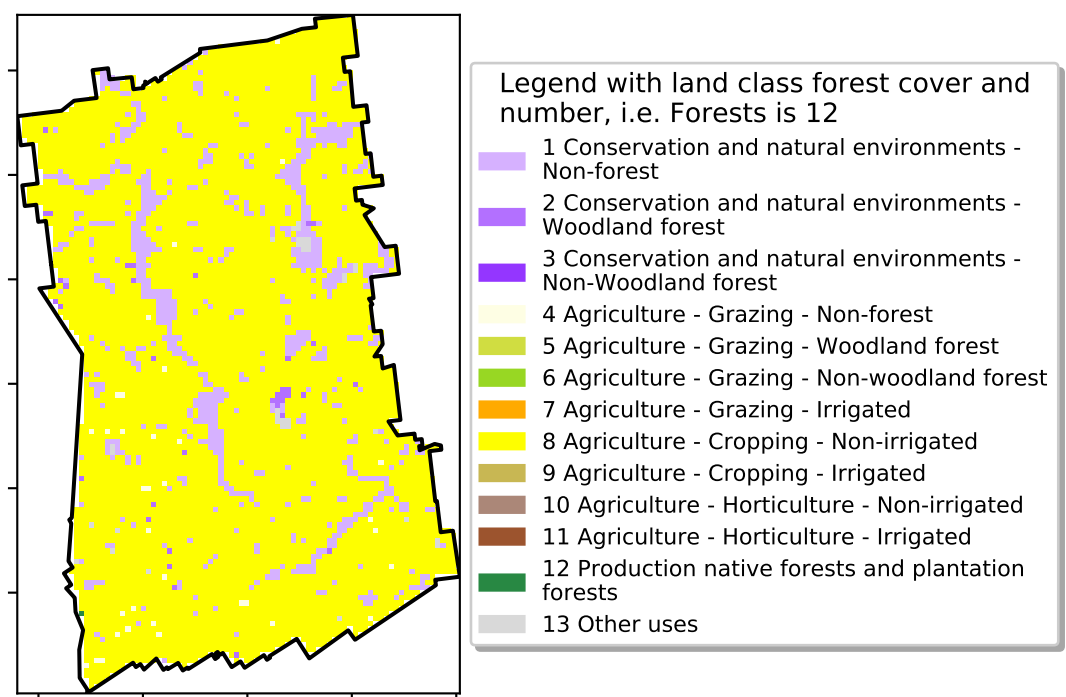 Legend with land class forest cover and
number, i.e. Forests is 12
1 Conservation and natural environments -
Non-forest
2 Conservation and natural environments -
Woodland forest
3 Conservation and natural environments -
Non-Woodland forest
4 Agriculture - Grazing - Non-forest
5 Agriculture - Grazing - Woodland forest
6 Agriculture - Grazing - Non-woodland forest
7 Agriculture - Grazing - Irrigated
8 Agriculture - Cropping - Non-irrigated
9 Agriculture - Cropping - Irrigated
10 Agriculture - Horticulture - Non-irrigated
11 Agriculture - Horticulture - Irrigated
12 Production native forests and plantation
forests
13 Other uses